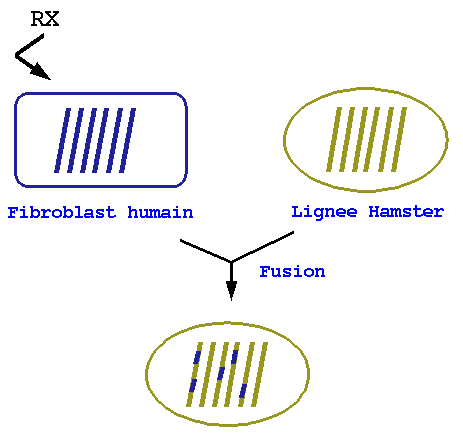 RX
Fibroblast humain
Lignee Hamster
Fusion